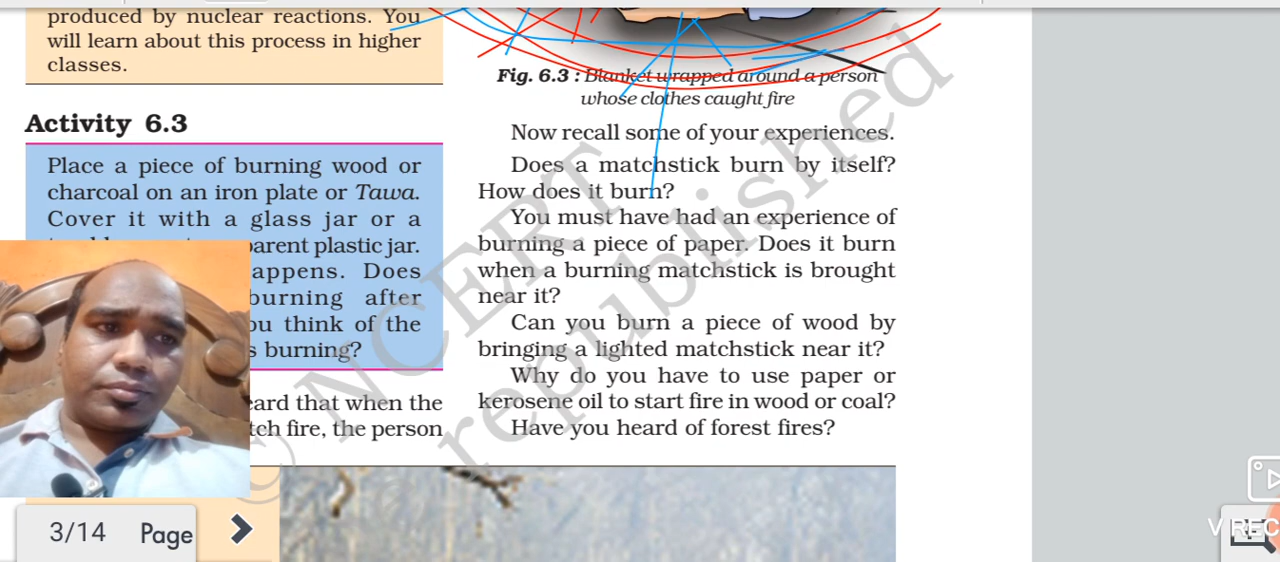 produced by nuclear reactions. You
will learn about this process in higher
classes.
Activity 6.3
Place a piece of burning wood or
charcoal on an iron plate or Tawa.
Cover it with a glass jar or a
parent plastic jar.
appens. Does
burning after
ou think of the
s burning?
eard that when the
tch fire, the person
3/14 Page
Fig. 6.3 : Blanket wrapped around a person
whose clothes caught fire
Now recall some of your experiences.
Does a matchstick burn by itself?
How does it burn?
You must have had an experience of
burning a piece of paper. Does it burn
when a burning matchstick is brought
near it?
Can you burn a piece of wood by
bringing a lighted matchstick near it?
Why do you have to use paper or
kerosene oil to start fire in wood or coal?
Have you heard of forest fires?
© NCERT
republished
V REC